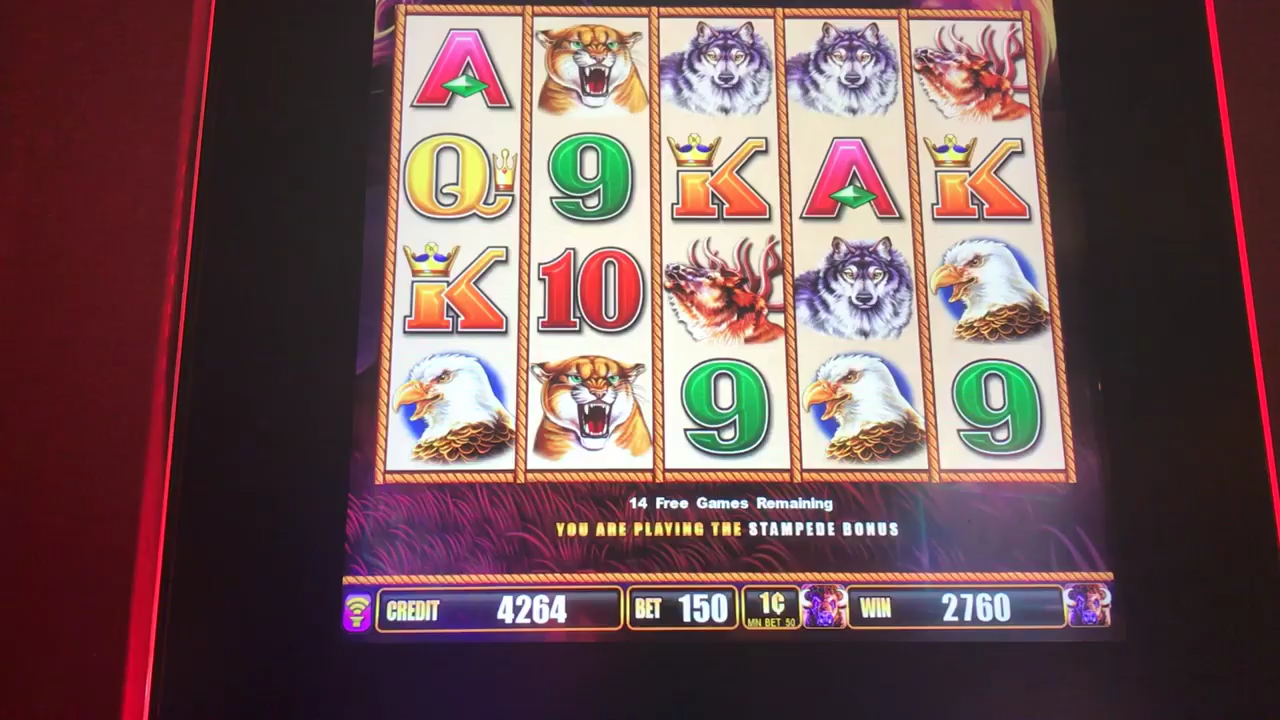 A
Q 9 K A K
K 10
9 9
14 Free Games Remaining
YOU ARE PLAYING THE STAMPEDE BONUS
CREDIT 4264 BET 150 1¢ MIN BET 50 WIN 2760